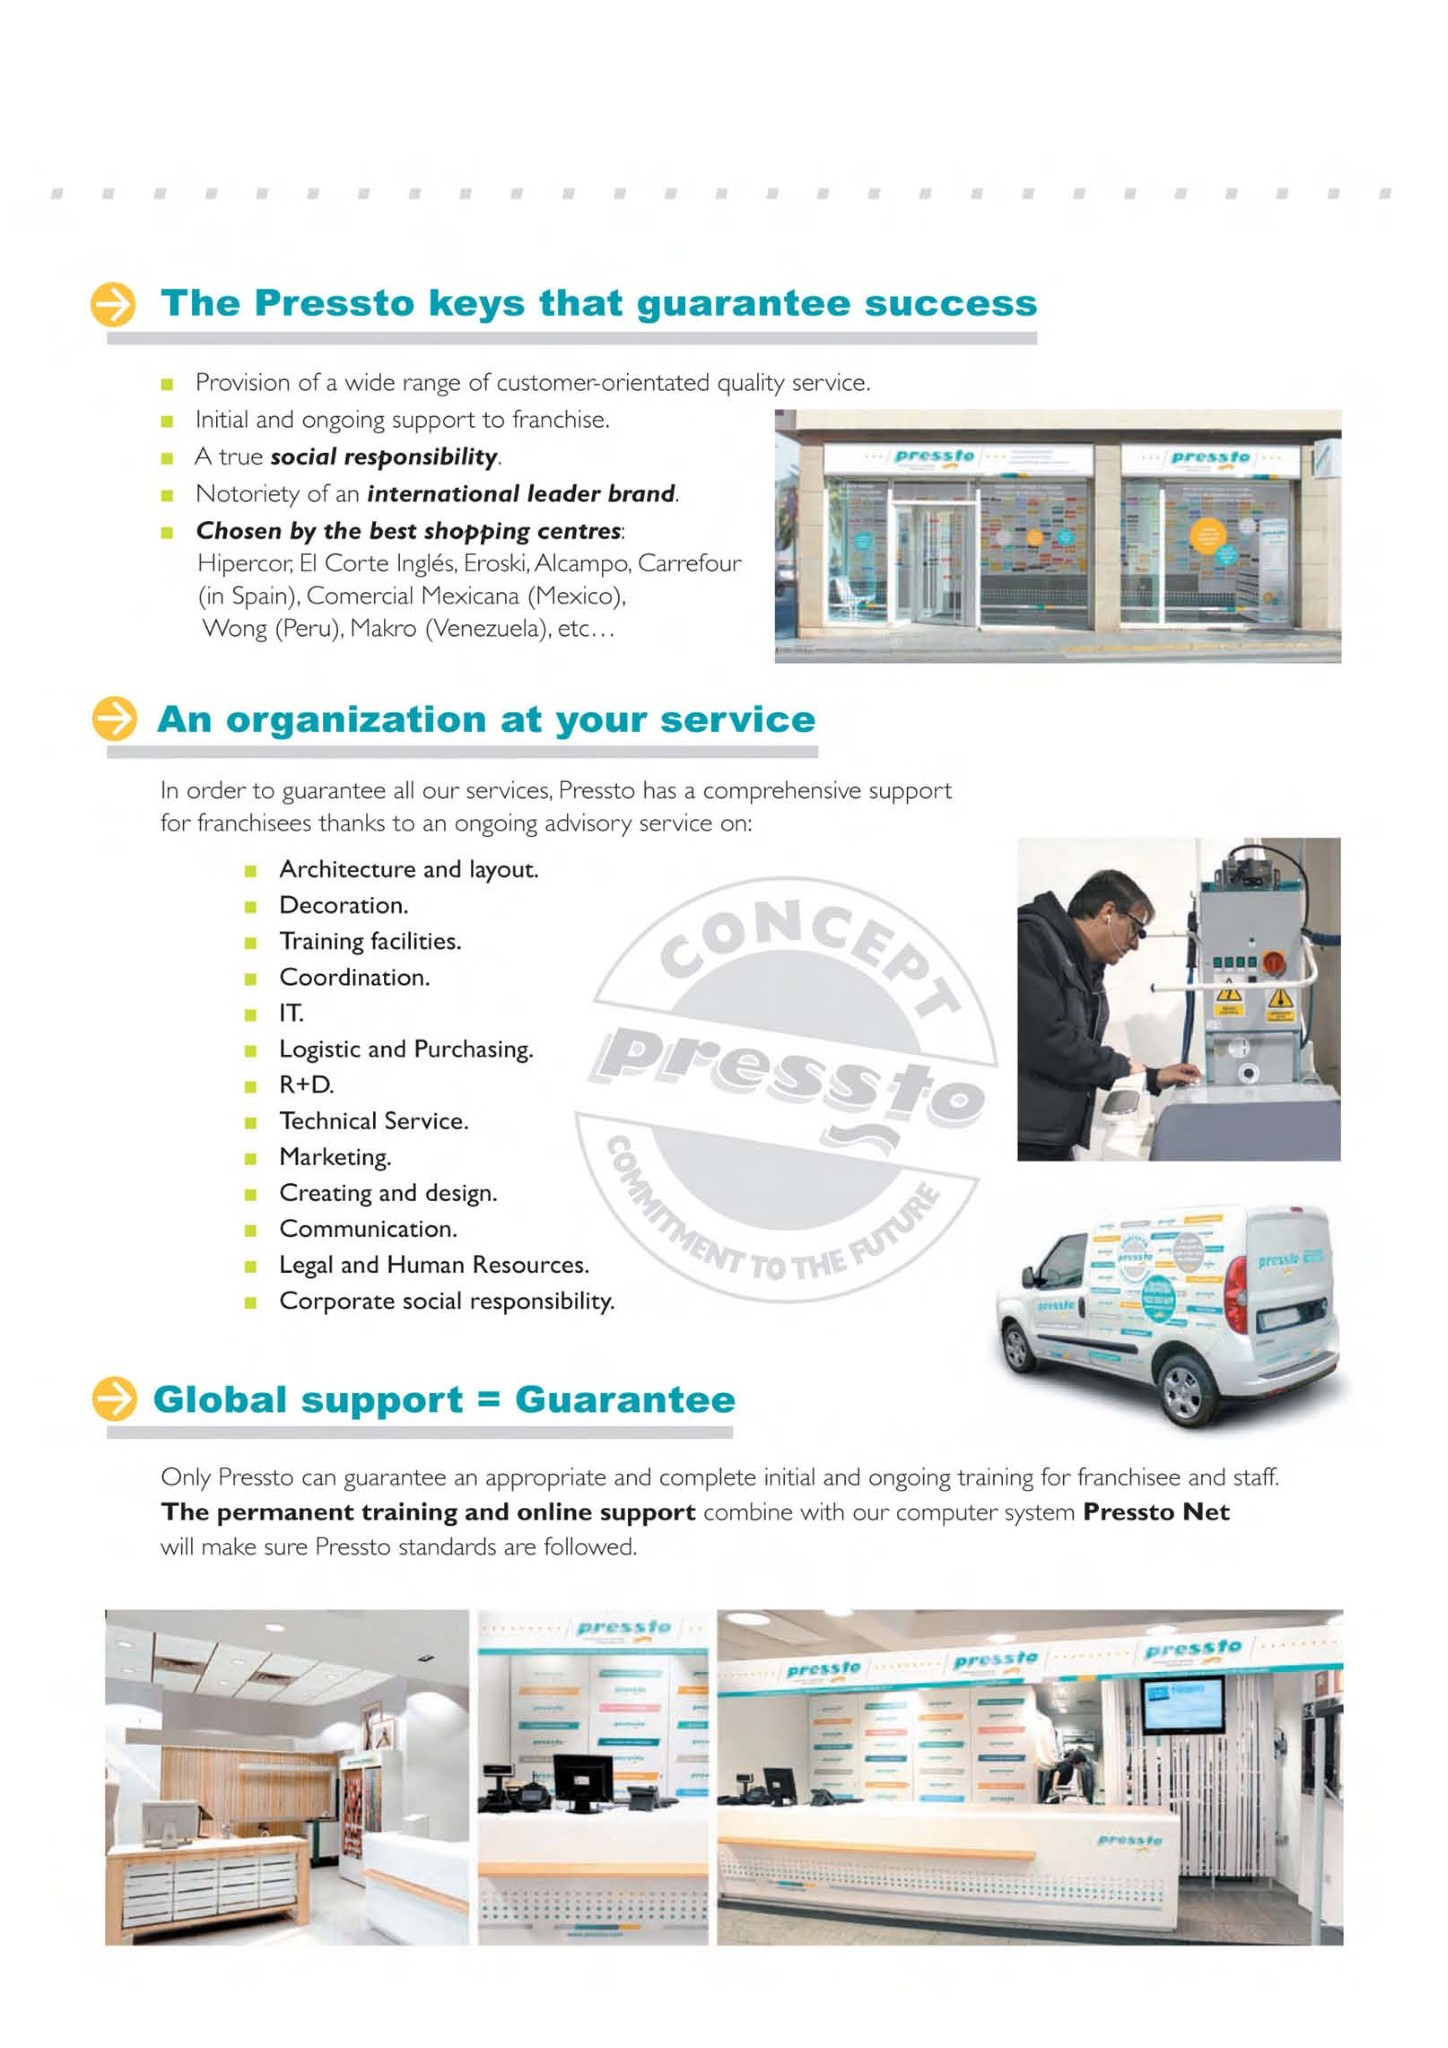 The Pressto keys that guarantee success
Provision of a wide range of customer-orientated quality service.
Initial and ongoing support to franchise.
A true social responsibility.
Notoriety of an international leader brand.
Chosen by the best shopping centres:
Hipercor, El Corte Inglés, Eroski, Alcampo, Carrefour
(in Spain), Comercial Mexicana (Mexico),
Wong (Peru), Makro (Venezuela), etc...
pressto
pressto
An organization at your service
In order to guarantee all our services, Pressto has a comprehensive support
for franchisees thanks to an ongoing advisory service on:
Architecture and layout.
Decoration.
Training facilities.
Coordination.
IT.
Logistic and Purchasing.
R+D.
Technical Service.
Marketing.
Creating and design.
Communication.
Legal and Human Resources.
Corporate social responsibility.
CONCEPT
pressto
COMMITMENT TO THE FUTURE
pressto
pressto
pressto
Global support = Guarantee
Only Pressto can guarantee an appropriate and complete initial and ongoing training for franchisee and staff.
The permanent training and online support combine with our computer system Pressto Net
will make sure Pressto standards are followed.
pressto
pressto
pressto
pressto
pressto
www.pressto.com